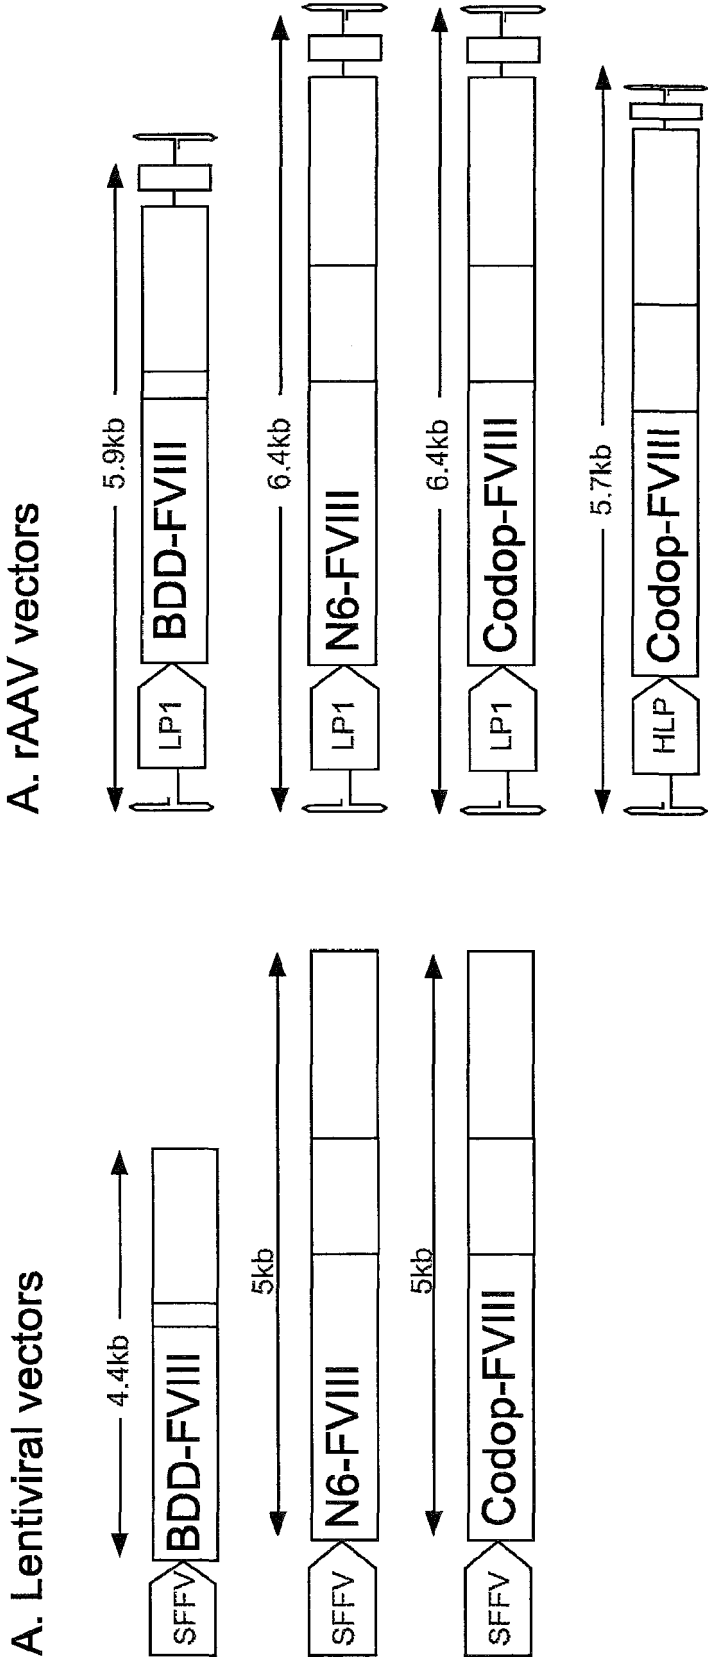 A. Lentiviral vectors
4.4kb
SFFV
BDD-FVIII
5kb
SFFV
N6-FVIII
5kb
SFFV
Codop-FVIII
A. rAAV vectors
5.9kb
LP1
BDD-FVIII
6.4kb
LP1
N6-FVIII
6.4kb
LP1
Codop-FVIII
5.7kb
HLP
Codop-FVIII